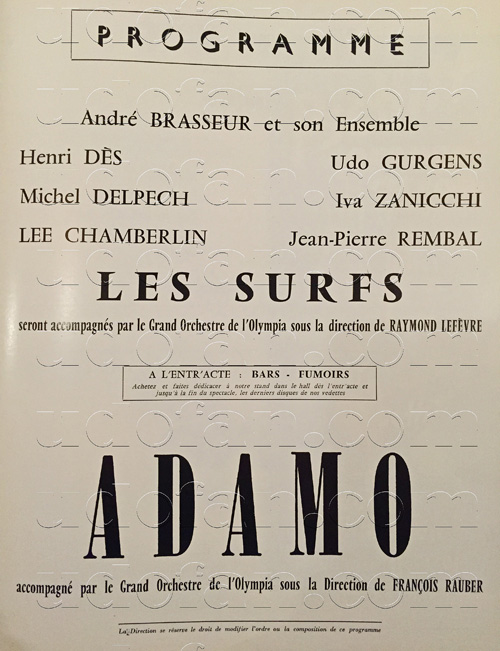 PROGRAMME
André BRASSEUR et son Ensemble
Henri DÈS
Udo GURGENS
Michel DELPECH
Iva ZANICCHI
LEE CHAMBERLIN
Jean-Pierre REMBAL
LES SURFS
seront accompagnés par le Grand Orchestre de l'Olympia sous la direction de RAYMOND LEFÈVRE
A L'ENTR'ACTE : BARS - FUMOIRS
Achetez et faites dédicacer à notre stand dans le hall dès l'entr'acte et
jusqu'à la fin du spectacle, les derniers disques de nos vedettes
ADAMO
accompagné par le Grand Orchestre de l'Olympia sous la Direction de FRANÇOIS RAUBER
La Direction se réserve le droit de modifier l'ordre ou la composition de ce programme
udofan.com